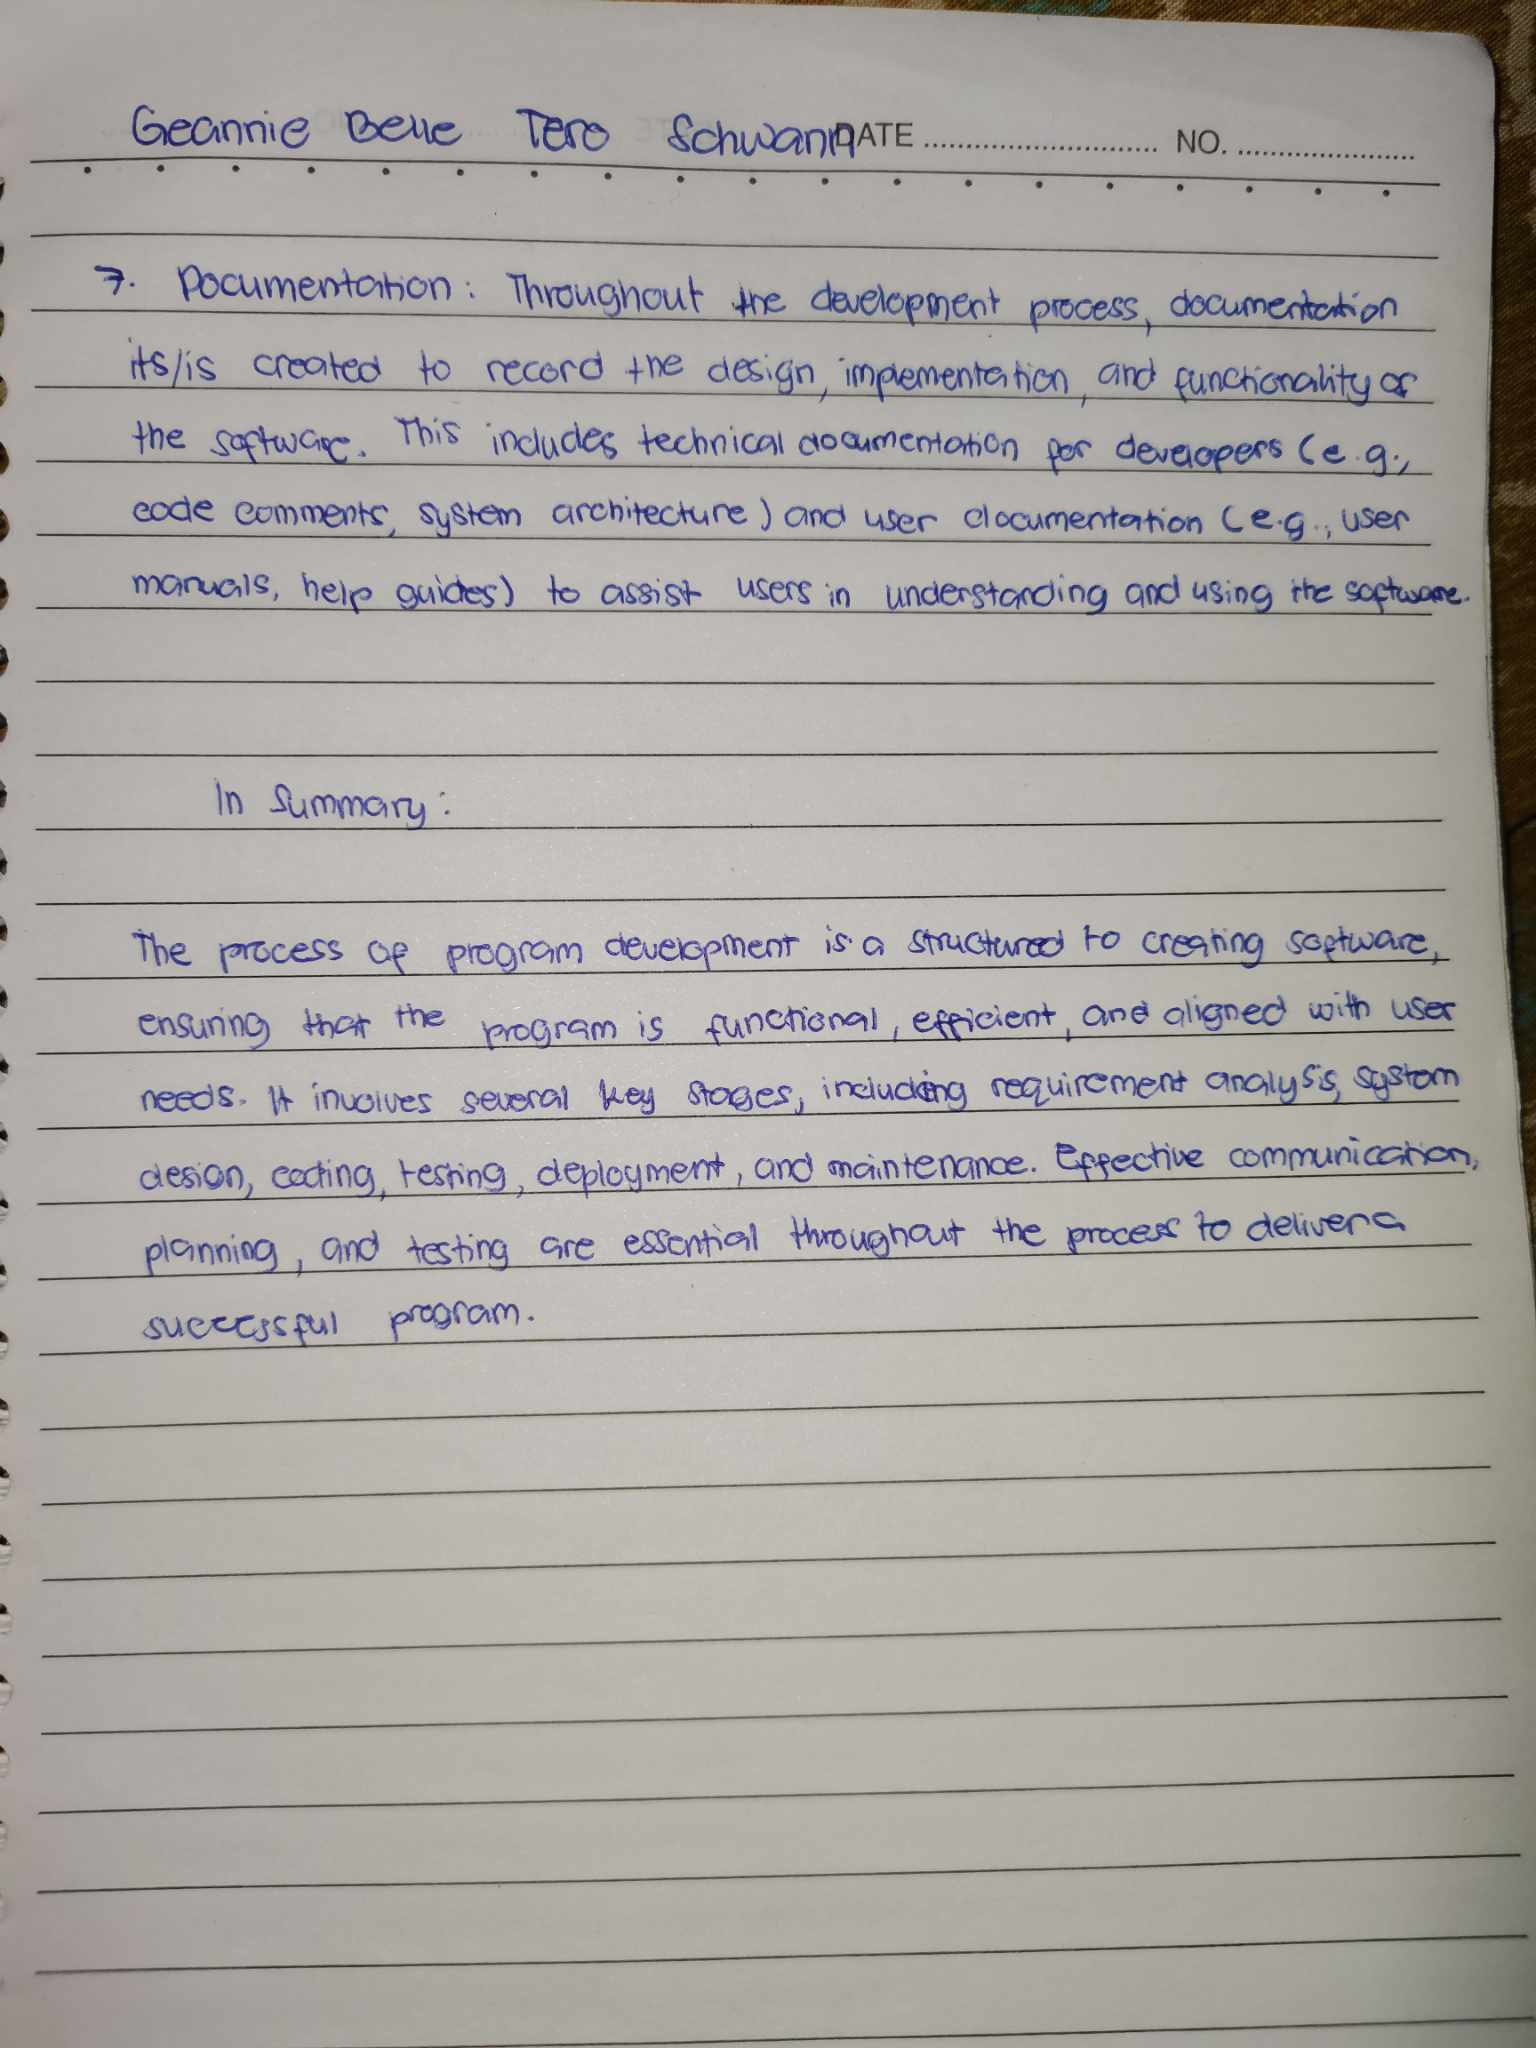 Geannie Belle Tero Schwann DATE ............................ NO. ......................
7. Documentation: Throughout the development process, documentation
its/is created to record the design, implementation, and functionality of
the software. This includes technical documentation for developers (e.g.,
code comments, system architecture) and user documentation (e.g., user
manuals, help guides) to assist users in understanding and using the software.
In Summary:
The process of program development is a structured to creating software,
ensuring that the program is functional, efficient, and aligned with user
needs. It involves several key stages, including requirement analysis, system
design, coding, testing, deployment, and maintenance. Effective communication,
planning, and testing are essential throughout the process to deliver a
successful program.